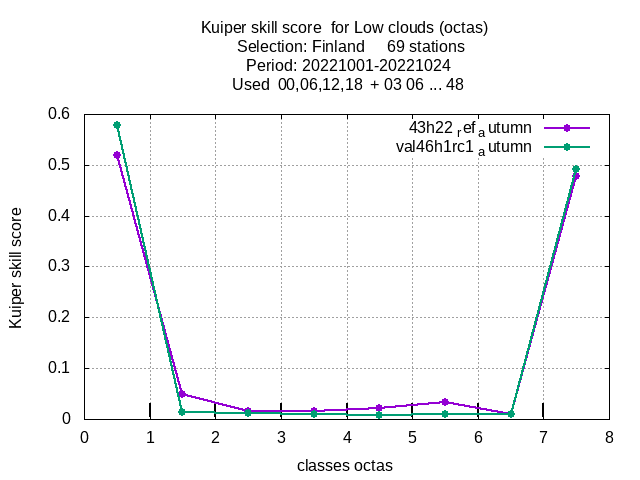 Kuiper skill score  for Low clouds (octas)
Selection: Finland     69 stations
Period: 20221001-20221024
Used  00,06,12,18  + 03 06 ... 48
43h22 ref autumn
val46h1rc1 autumn
0.6
0.5
0.4
0.3
0.2
0.1
0
Kuiper skill score
0 1 2 3 4 5 6 7 8
classes octas